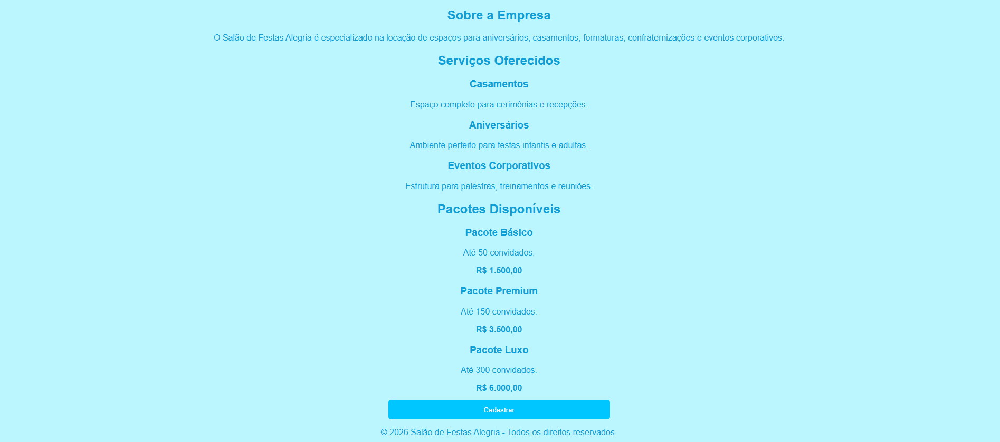 Sobre a Empresa
O Salão de Festas Alegria é especializado na locação de espaços para aniversários, casamentos, formaturas, confraternizações e eventos corporativos.
Serviços Oferecidos
Casamentos
Espaço completo para cerimônias e recepções.
Aniversários
Ambiente perfeito para festas infantis e adultas.
Eventos Corporativos
Estrutura para palestras, treinamentos e reuniões.
Pacotes Disponíveis
Pacote Básico
Até 50 convidados.
R$ 1.500,00
Pacote Premium
Até 150 convidados.
R$ 3.500,00
Pacote Luxo
Até 300 convidados.
R$ 6.000,00
Cadastrar
© 2026 Salão de Festas Alegria - Todos os direitos reservados.